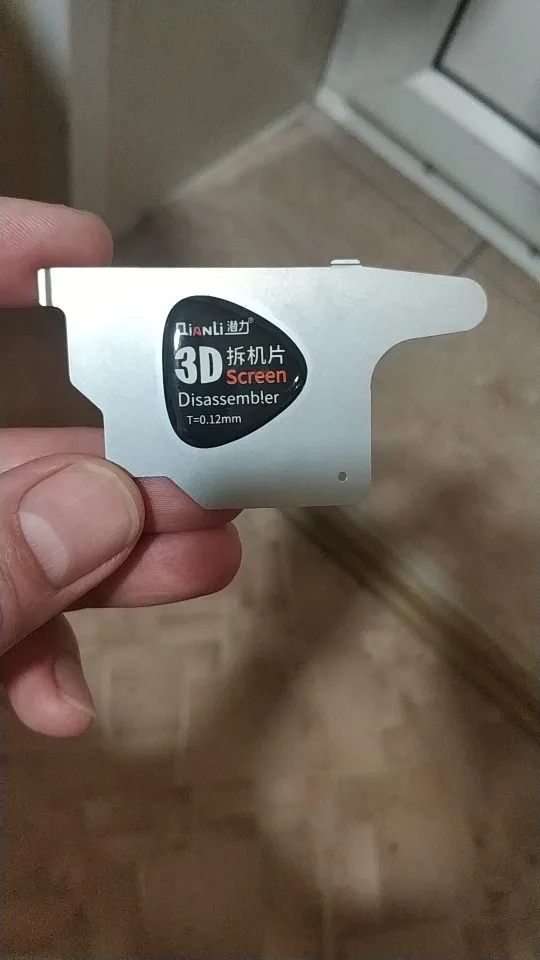 QiANLi 潜力®
3D 拆机片
Screen
Disassembler
T=0.12mm